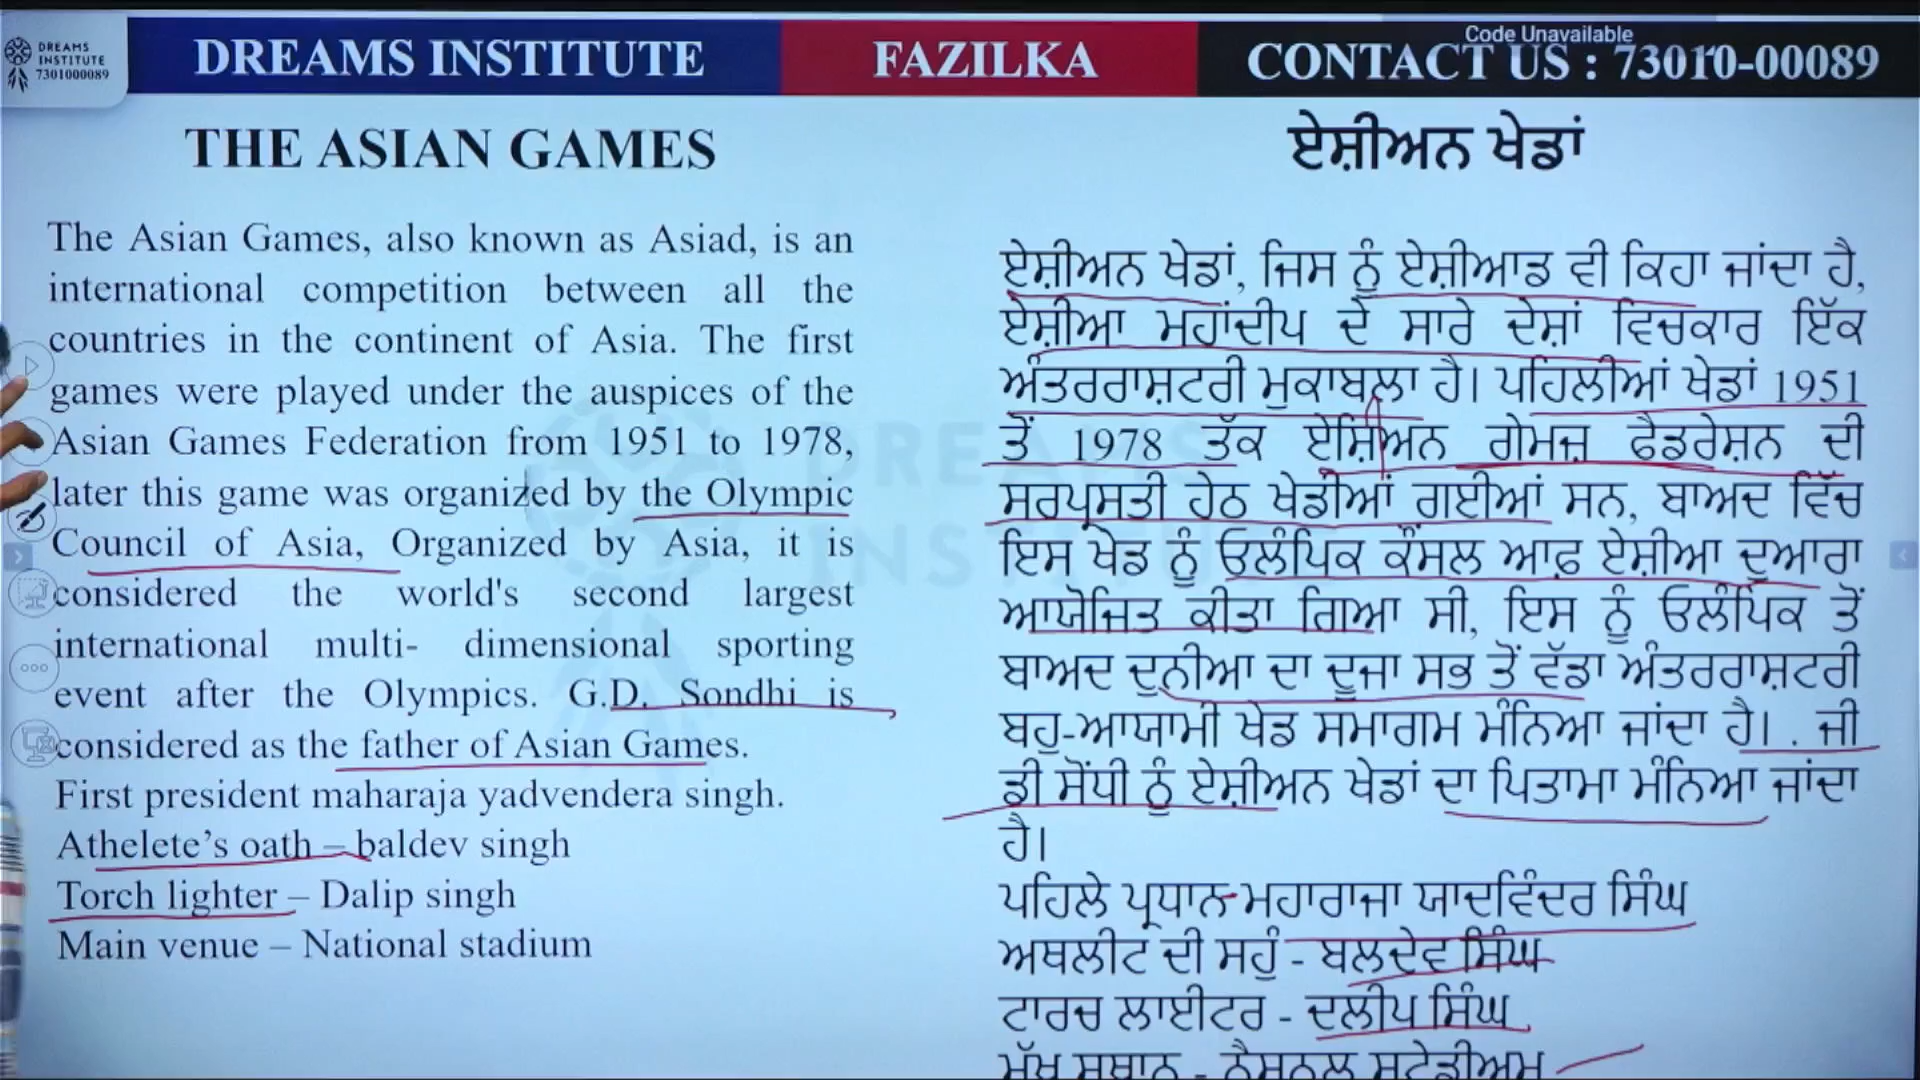 DREAMS
INSTITUTE
7301000089
DREAMS INSTITUTE
FAZILKA
Code Unavailable
CONTACT US : 73010-00089
THE ASIAN GAMES
The Asian Games, also known as Asiad, is an
international competition between all the
countries in the continent of Asia. The first
games were played under the auspices of the
Asian Games Federation from 1951 to 1978,
later this game was organized by the Olympic
Council of Asia, Organized by Asia, it is
considered the world's second largest
international multi- dimensional sporting
event after the Olympics. G.D. Sondhi is
considered as the father of Asian Games.
First president maharaja yadvendera singh.
Athelete’s oath – baldev singh
Torch lighter – Dalip singh
Main venue – National stadium
ਏਸ਼ੀਅਨ ਖੇਡਾਂ
ਏਸ਼ੀਅਨ ਖੇਡਾਂ, ਜਿਸ ਨੂੰ ਏਸ਼ੀਆਡ ਵੀ ਕਿਹਾ ਜਾਂਦਾ ਹੈ,
ਏਸ਼ੀਆ ਮਹਾਂਦੀਪ ਦੇ ਸਾਰੇ ਦੇਸ਼ਾਂ ਵਿਚਕਾਰ ਇੱਕ
ਅੰਤਰਰਾਸ਼ਟਰੀ ਮੁਕਾਬਲਾ ਹੈ। ਪਹਿਲੀਆਂ ਖੇਡਾਂ 1951
ਤੋਂ 1978 ਤੱਕ ਏਸ਼ਿਅਨ ਗੇਮਜ਼ ਫੈਡਰੇਸ਼ਨ ਦੀ
ਸਰਪ੍ਰਸਤੀ ਹੇਠ ਖੇਡੀਆਂ ਗਈਆਂ ਸਨ, ਬਾਅਦ ਵਿੱਚ
ਇਸ ਖੇਡ ਨੂੰ ਓਲੰਪਿਕ ਕੌਂਸਲ ਆਫ਼ ਏਸ਼ੀਆ ਦੁਆਰਾ
ਆਯੋਜਿਤ ਕੀਤਾ ਗਿਆ ਸੀ, ਇਸ ਨੂੰ ਓਲੰਪਿਕ ਤੋਂ
ਬਾਅਦ ਦੁਨੀਆ ਦਾ ਦੂਜਾ ਸਭ ਤੋਂ ਵੱਡਾ ਅੰਤਰਰਾਸ਼ਟਰੀ
ਬਹੁ-ਆਯਾਮੀ ਖੇਡ ਸਮਾਗਮ ਮੰਨਿਆ ਜਾਂਦਾ ਹੈ। . ਜੀ
ਡੀ ਸੋਂਧੀ ਨੂੰ ਏਸ਼ੀਅਨ ਖੇਡਾਂ ਦਾ ਪਿਤਾਮਾ ਮੰਨਿਆ ਜਾਂਦਾ
ਹੈ।
ਪਹਿਲੇ ਪ੍ਰਧਾਨ-ਮਹਾਰਾਜਾ ਯਾਦਵਿੰਦਰ ਸਿੰਘ
ਅਥਲੀਟ ਦੀ ਸਹੁੰ - ਬਲਦੇਵ ਸਿੰਘ
ਟਾਰਚ ਲਾਈਟਰ - ਦਲੀਪ ਸਿੰਘ
ਮੁੱਖ ਸਥਾਨ - ਨੈਸ਼ਨਲ ਸਟੇਡੀਅਮ
DREAMS
INSTITUTE